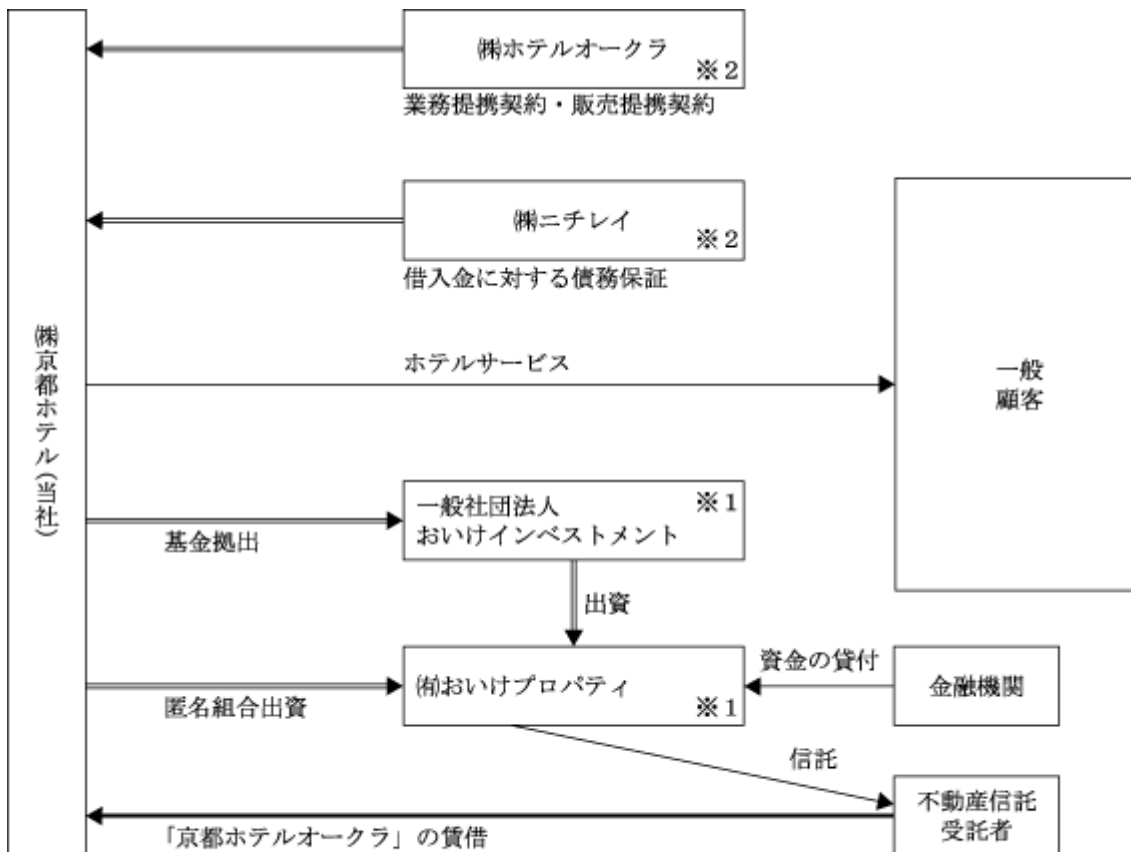 ㈱ホテルオークラ
※2
業務提携契約・販売提携契約
㈱ニチレイ
※2
借入金に対する債務保証
㈱京都ホテル(当社)
ホテルサービス
一般
顧客
一般社団法人
おいけインベストメント
※1
基金拠出
出資
㈲おいけプロパティ
※1
資金の貸付
金融機関
匿名組合出資
信託
不動産信託
受託者
「京都ホテルオークラ」の賃借